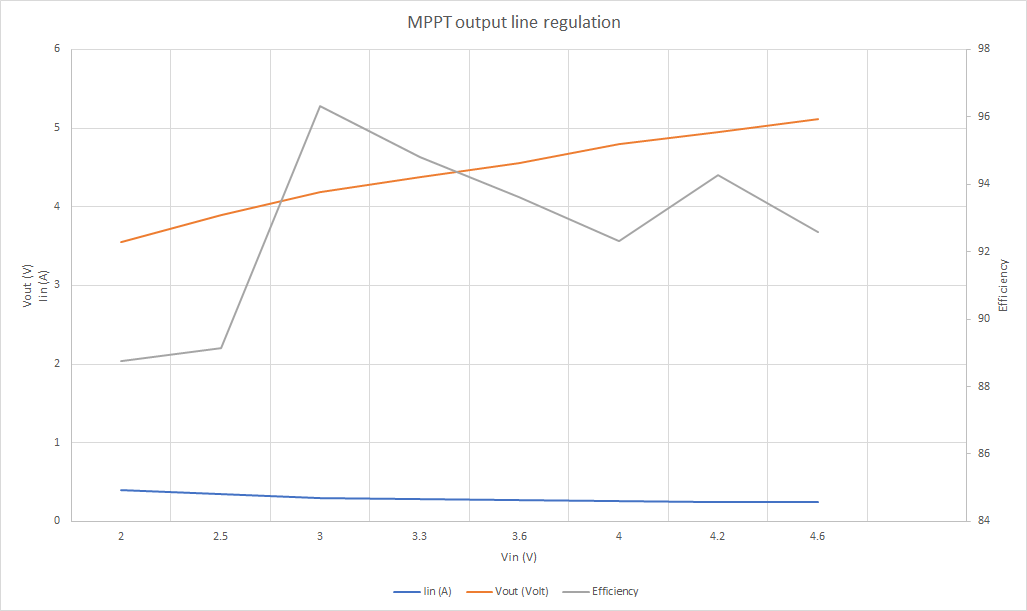 MPPT output line regulation
6
5
4
3
2
1
0
Vout (V)
Iin (A)
98
96
94
92
90
88
86
84
Efficiency
2 2.5 3 3.3 3.6 4 4.2 4.6
Vin (V)
Iin (A) Vout (Volt) Efficiency